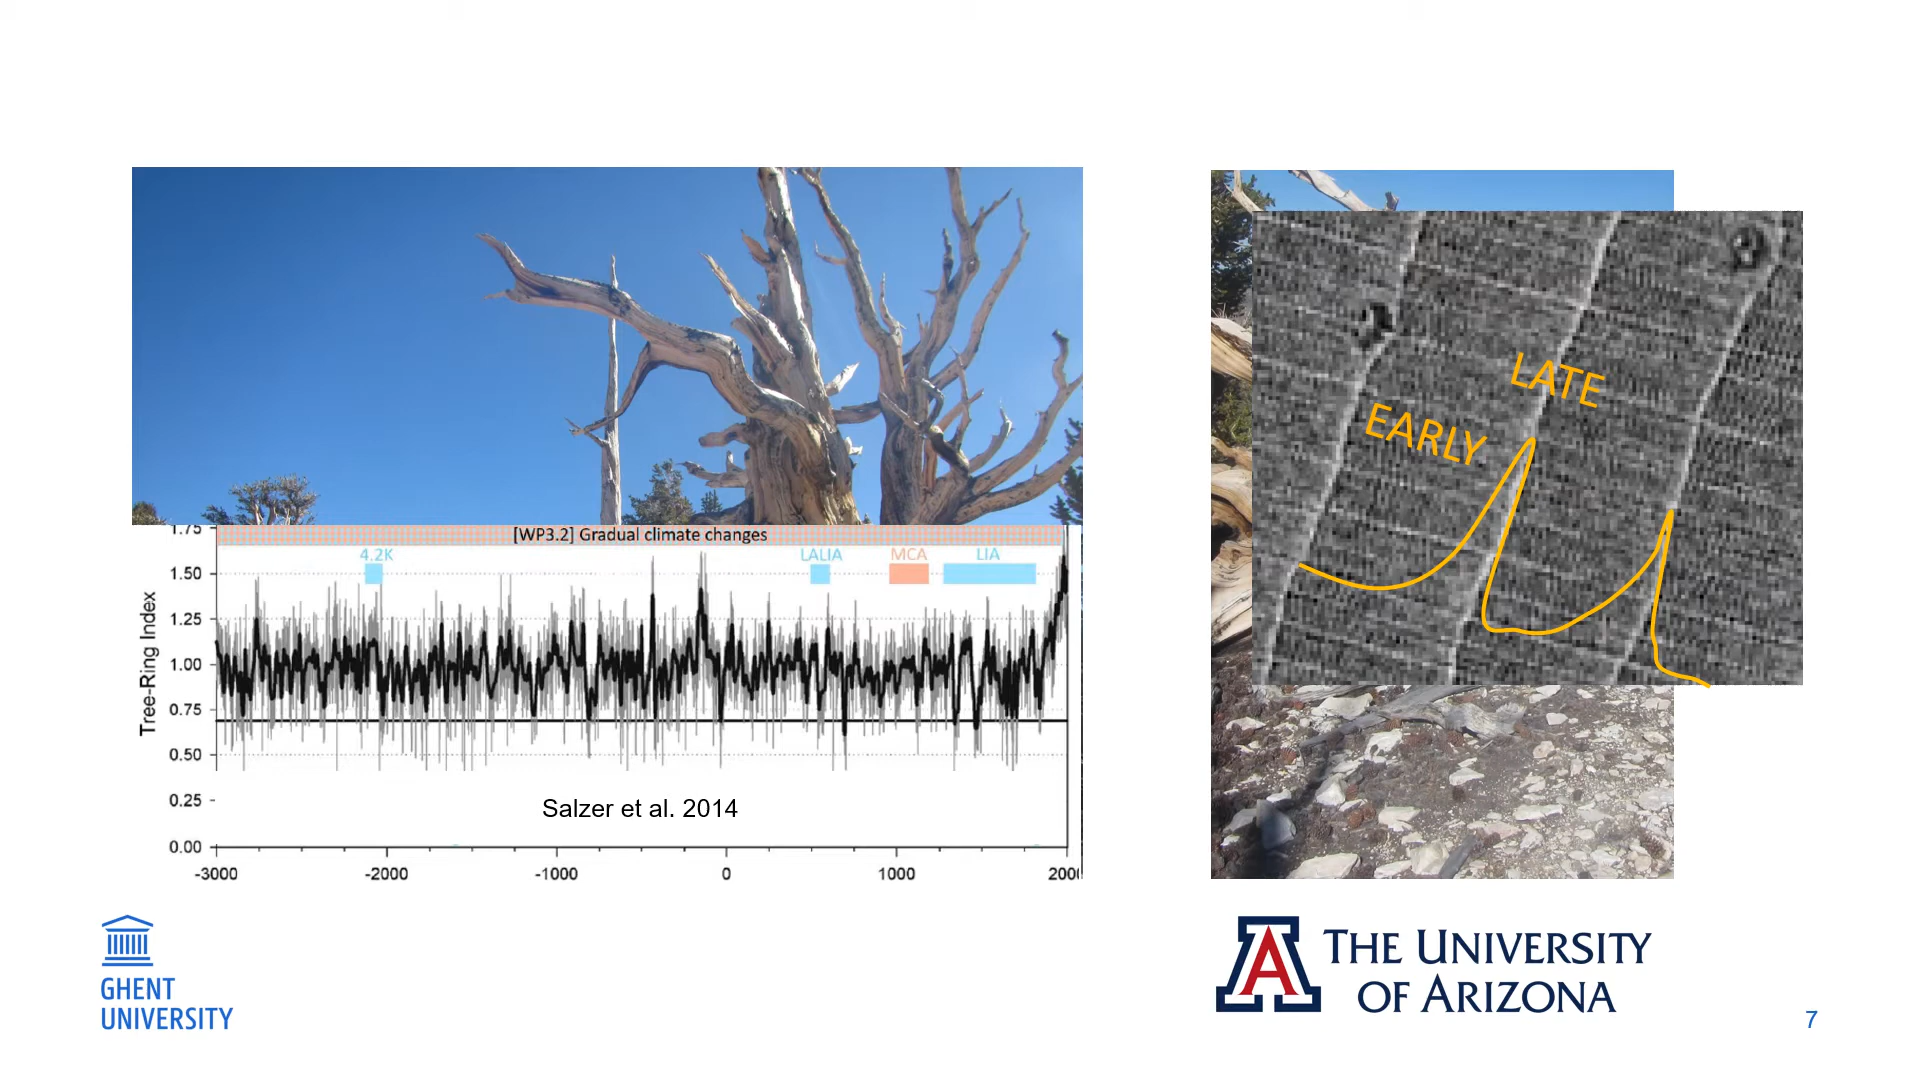 1.75
[WP3.2] Gradual climate changes
4.2K
LALIA
MCA
LIA
1.50
1.25
1.00
0.75
0.50
0.25
0.00
Tree-Ring Index
Salzer et al. 2014
-3000
-2000
-1000
0
1000
LATE
EARLY
GHENT
UNIVERSITY
A
THE UNIVERSITY
OF ARIZONA
7